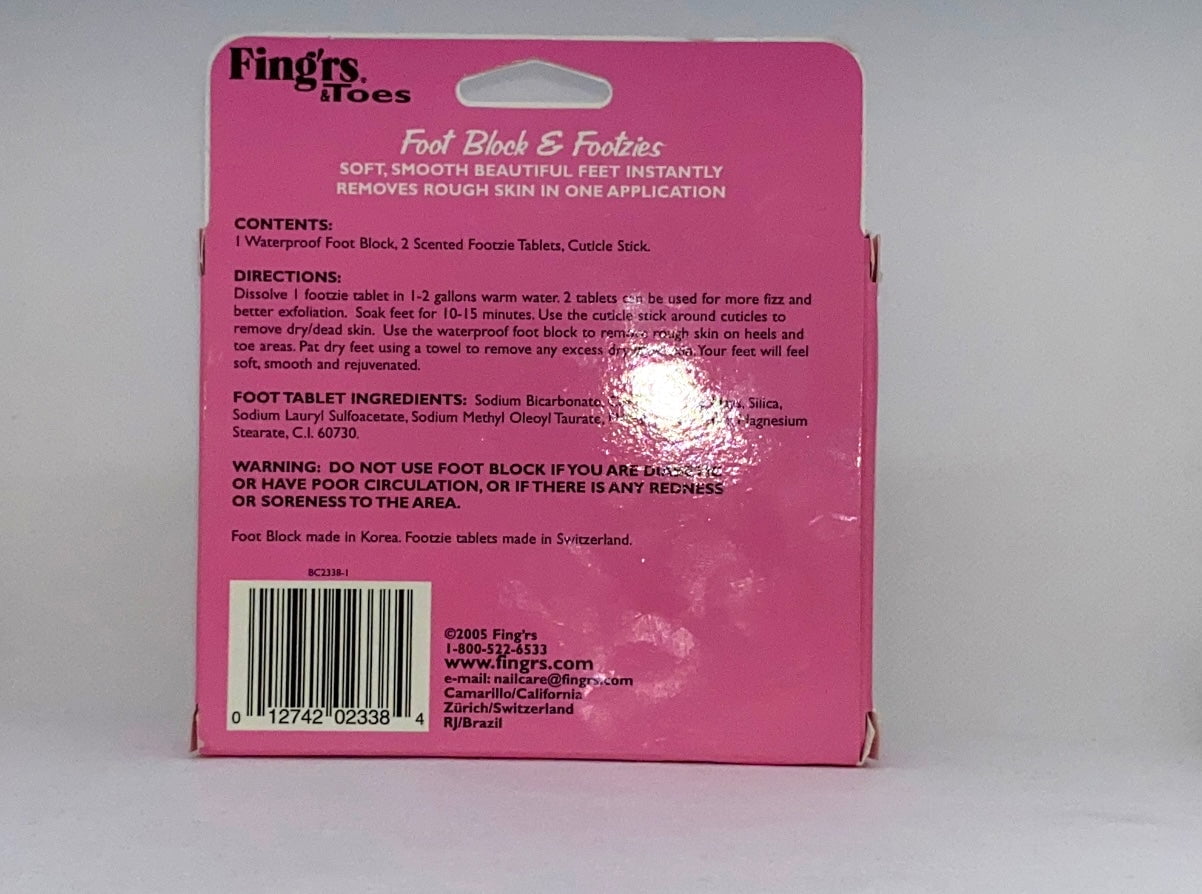 Fing'rs
&Toes
Foot Block & Footzies
SOFT, SMOOTH BEAUTIFUL FEET INSTANTLY
REMOVES ROUGH SKIN IN ONE APPLICATION
CONTENTS:
1 Waterproof Foot Block, 2 Scented Footzie Tablets, Cuticle Stick.
DIRECTIONS:
Dissolve 1 footzie tablet in 1-2 gallons warm water. 2 tablets can be used for more fizz and
better exfoliation. Soak feet for 10-15 minutes. Use the cuticle stick around cuticles to
remove dry/dead skin. Use the waterproof foot block to remove rough skin on heels and
toe areas. Pat dry feet using a towel to remove any excess Your feet will feel
soft, smooth and rejuvenated.
FOOT TABLET INGREDIENTS: Sodium Bicarbonate, Silica,
Sodium Lauryl Sulfoacetate, Sodium Methyl Oleoyl Taurate, Magnesium
Stearate, C.I. 60730.
WARNING: DO NOT USE FOOT BLOCK IF YOU ARE DIABETIC
OR HAVE POOR CIRCULATION, OR IF THERE IS ANY REDNESS
OR SORENESS TO THE AREA.
Foot Block made in Korea. Footzie tablets made in Switzerland.
BC2338-1
0 12742 02338 4
©2005 Fing'rs
1-800-522-6533
www.fingrs.com
e-mail: nailcare@fingrs.com
Camarillo/California
Zürich/Switzerland
RJ/Brazil